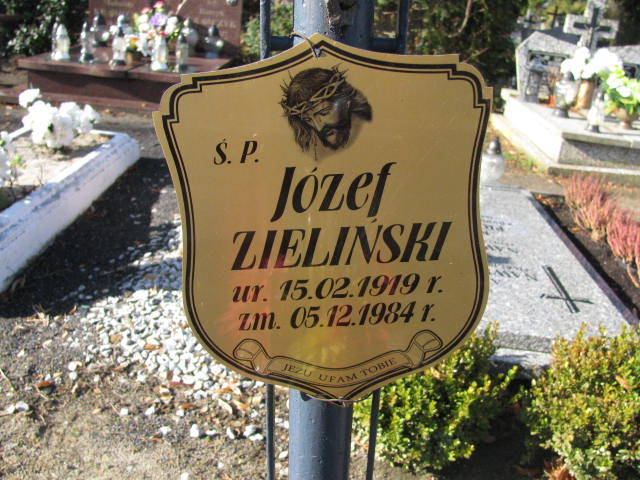 Ś. P.
Józef
ZIELIŃSKI
ur. 15.02.1919 r.
zm. 05.12.1984 r.
JEZU UFAM TOBIE